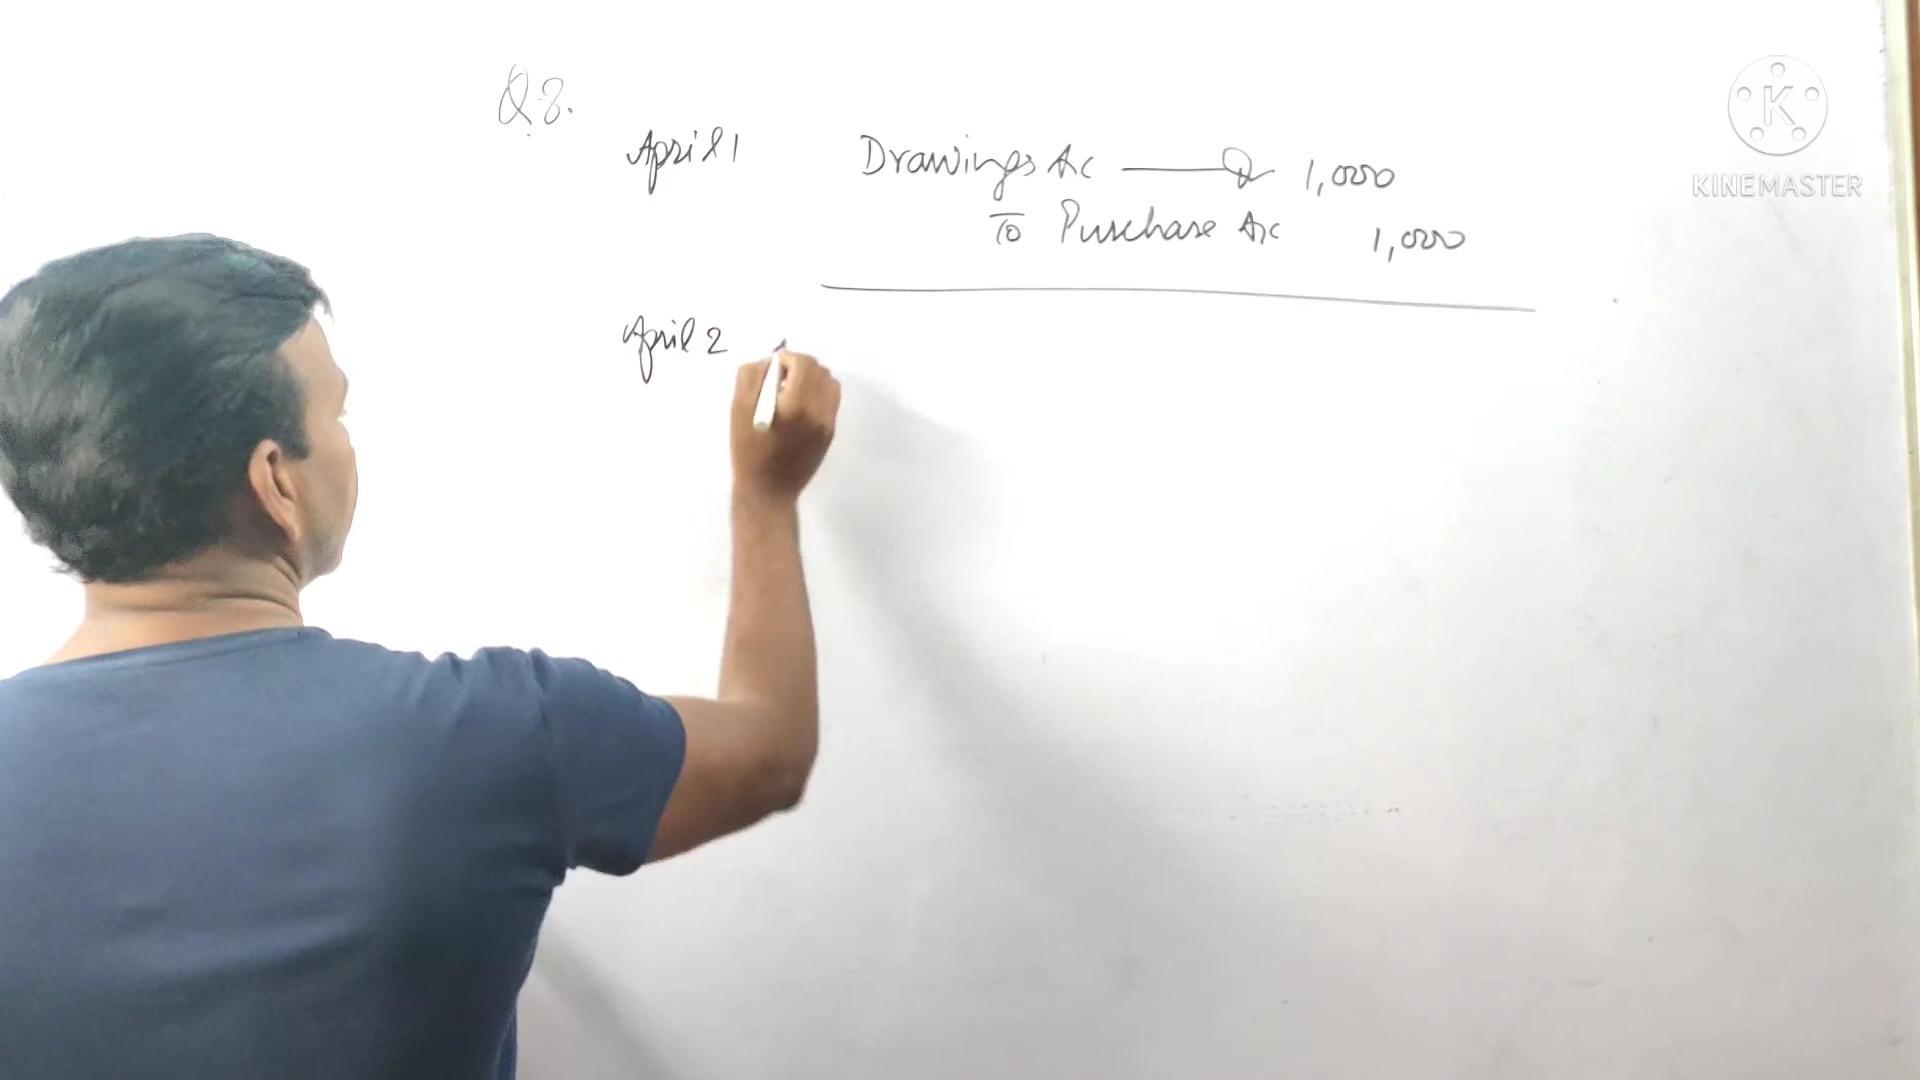 Q.8.
April 1 Drawings A/c Dr 1,000
To Purchase A/c 1,000
April 2
K
KINEMASTER